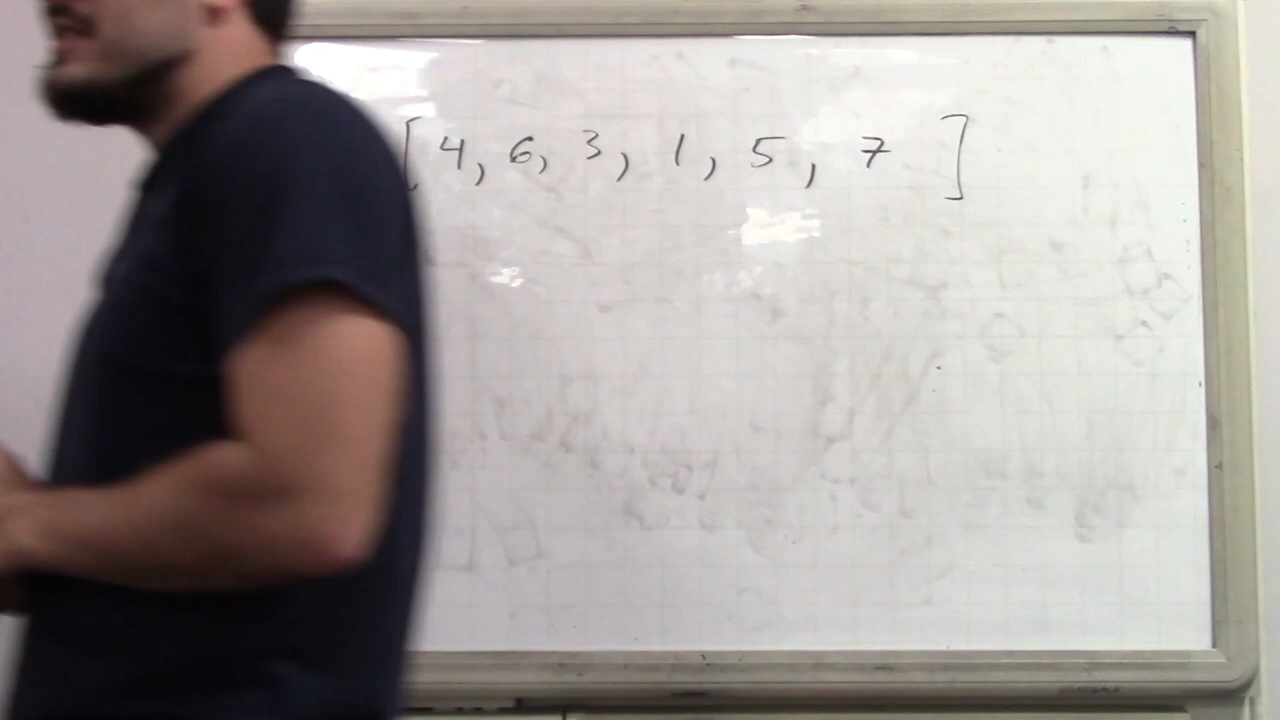 [4, 6, 3, 1, 5, 7 ]